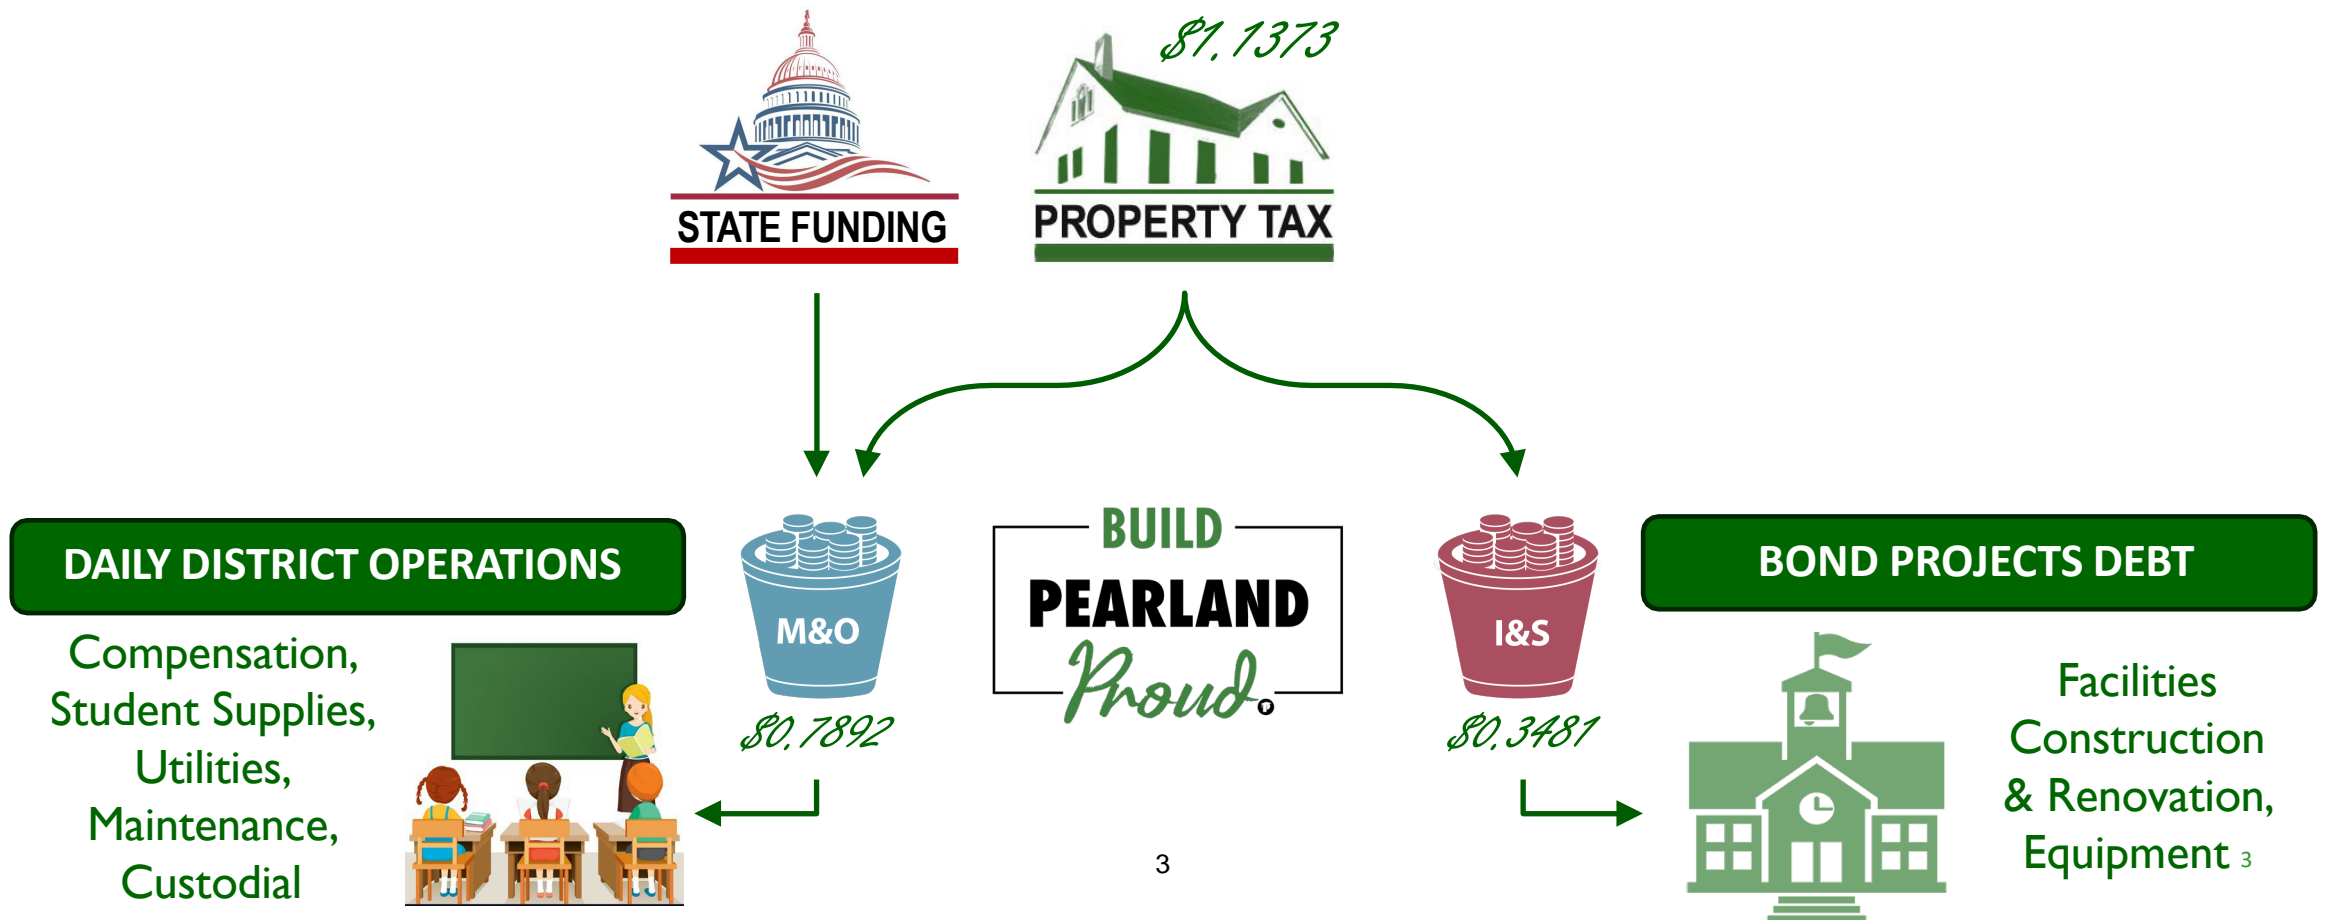 $1.1373
STATE FUNDING
PROPERTY TAX
DAILY DISTRICT OPERATIONS
Compensation,
Student Supplies,
Utilities,
Maintenance,
Custodial
M&O
$0.7892
BUILD
PEARLAND
Proud.
I&S
$0.3481
BOND PROJECTS DEBT
Facilities
Construction
& Renovation,
Equipment
3
3